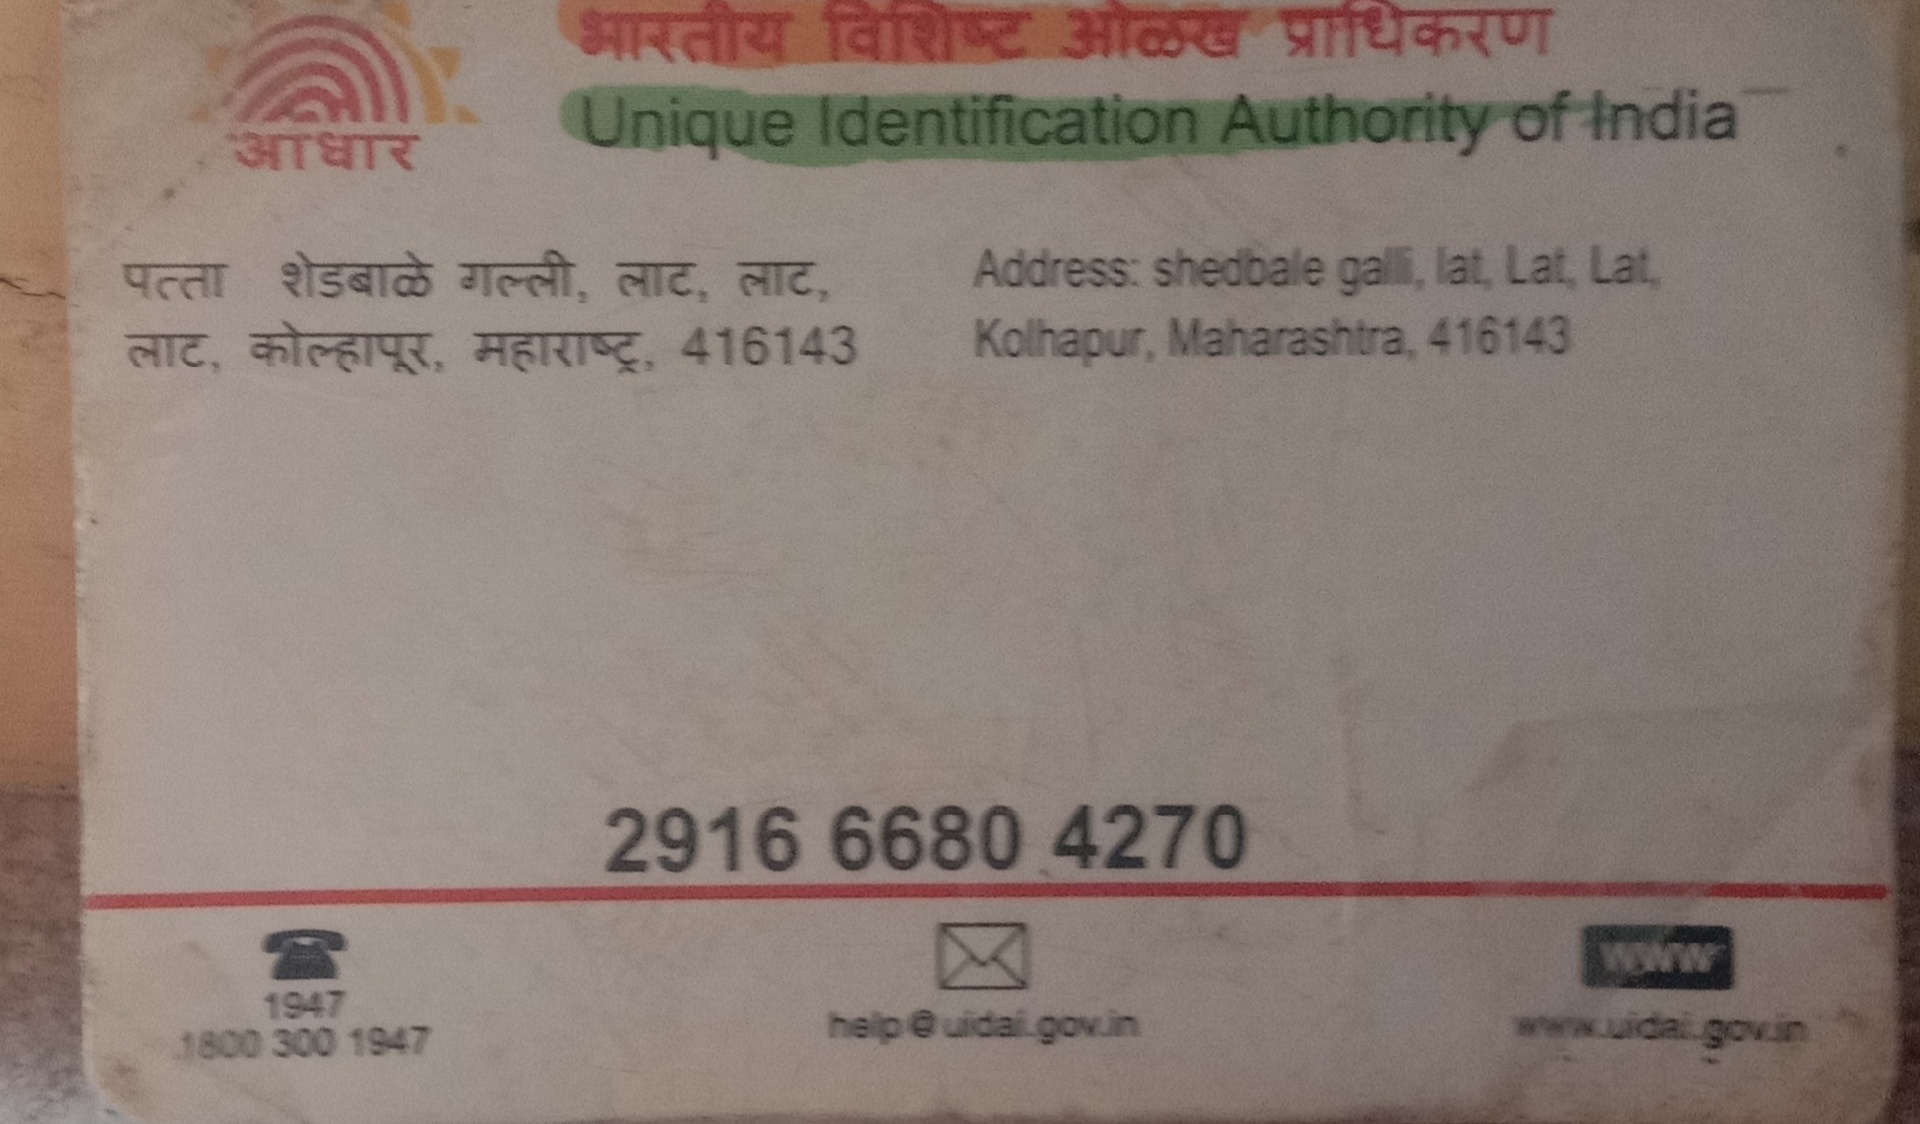 भारतीय विशिष्ट ओळख प्राधिकरण
Unique Identification Authority of India
आधार
पत्ता शेडबाळे गल्ली, लाट, लाट,
लाट, कोल्हापूर, महाराष्ट्र, 416143
Address: shedbale galli, lat, Lat, Lat,
Kolhapur, Maharashtra, 416143
2916 6680 4270
1947
1800 300 1947
help@uidai.gov.in
www
www.uidai.gov.in